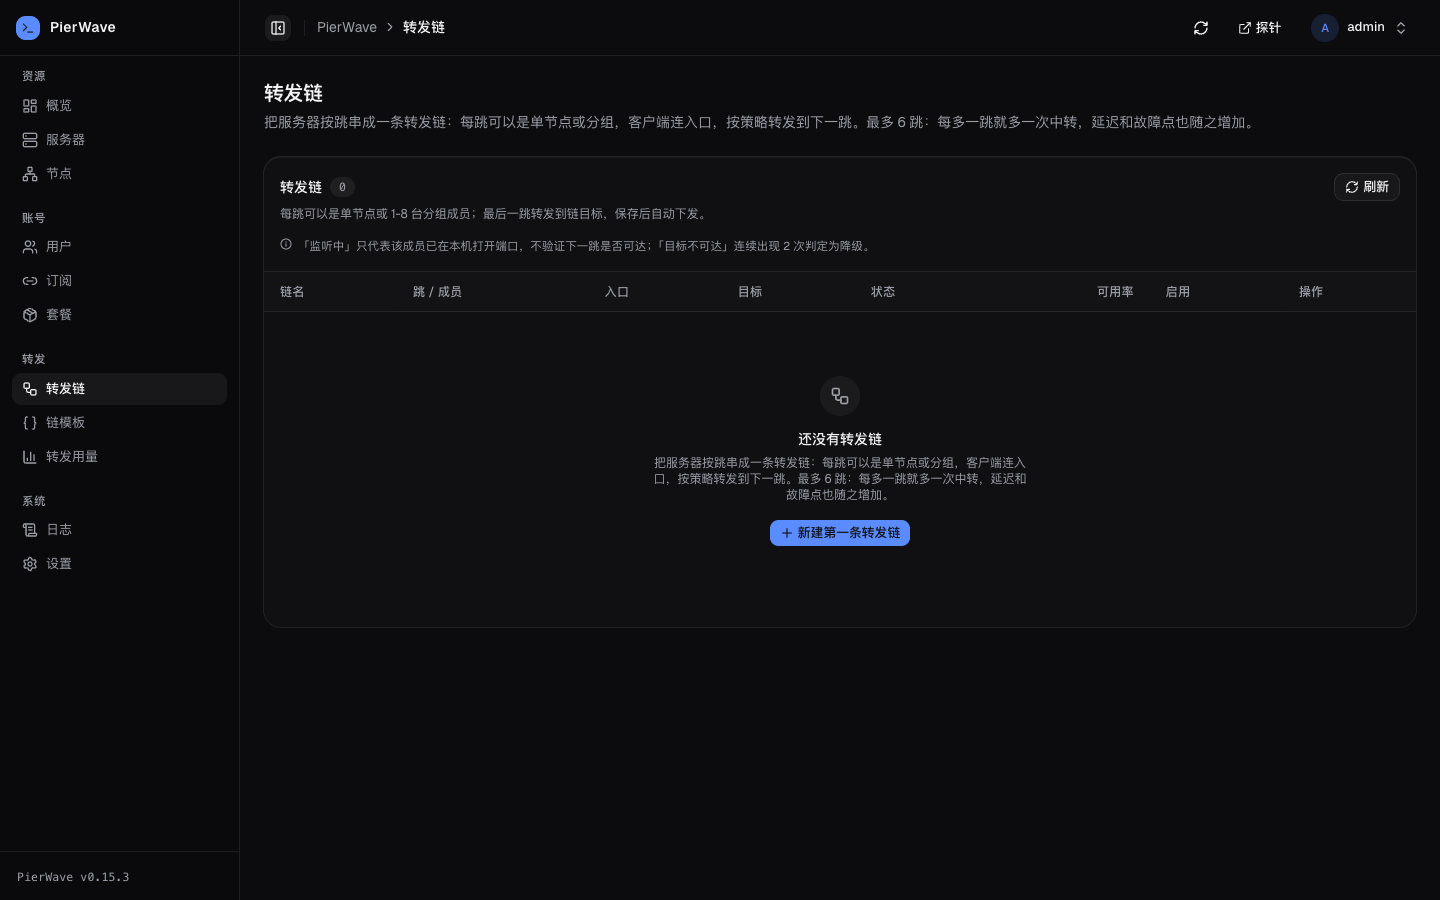 PierWave
PierWave > 转发链
探针
A admin
资源
概览
服务器
节点
账号
用户
订阅
套餐
转发
转发链
链模板
转发用量
系统
日志
设置
PierWave v0.15.3
转发链
把服务器按跳串成一条转发链：每跳可以是单节点或分组，客户端连入口，按策略转发到下一跳。最多 6 跳：每多一跳就多一次中转，延迟和故障点也随之增加。
转发链 0
刷新
每跳可以是单节点或 1-8 台分组成员；最后一跳转发到链目标，保存后自动下发。
「监听中」只代表该成员已在本机打开端口，不验证下一跳是否可达；「目标不可达」连续出现 2 次判定为降级。
链名 跳 / 成员 入口 目标 状态 可用率 启用 操作
还没有转发链
把服务器按跳串成一条转发链：每跳可以是单节点或分组，客户端连入
口，按策略转发到下一跳。最多 6 跳：每多一跳就多一次中转，延迟和
故障点也随之增加。
新建第一条转发链